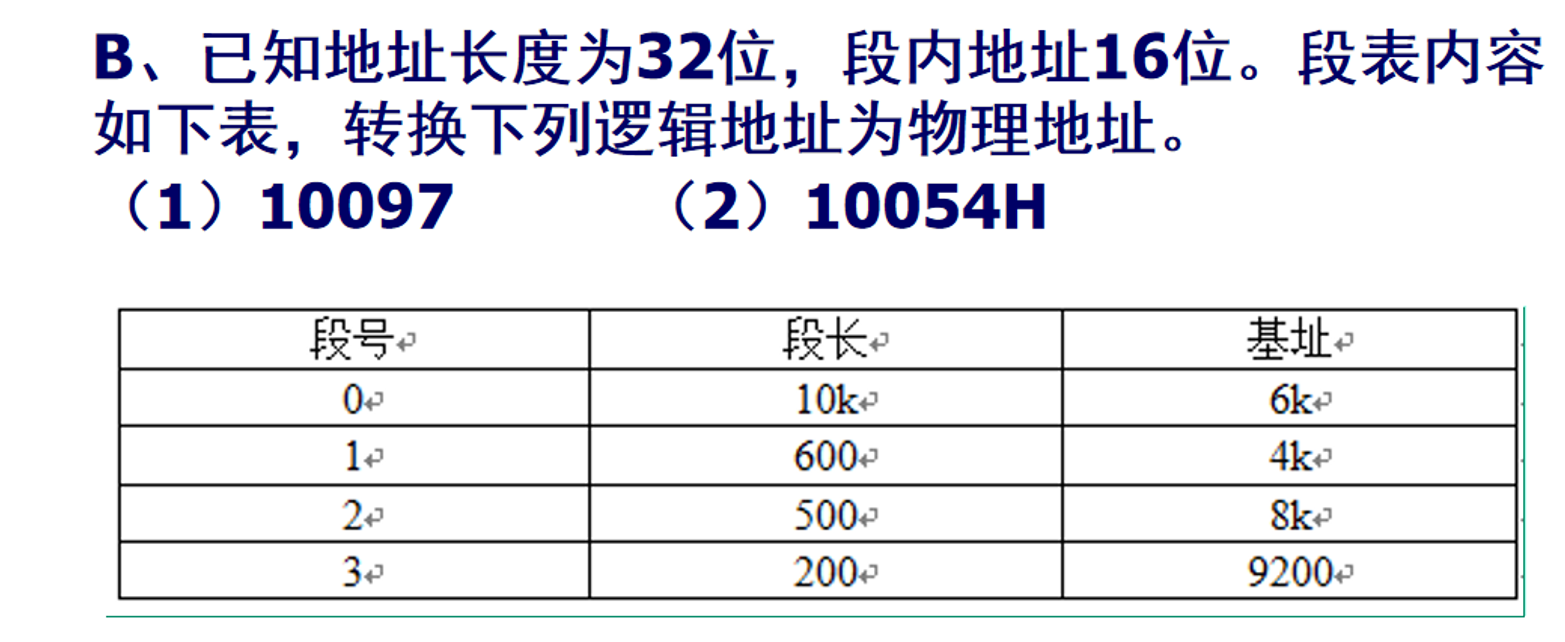 B、已知地址长度为32位，段内地址16位。段表内容
如下表，转换下列逻辑地址为物理地址。
（1）10097 （2）10054H
段号 段长 基址
0 10k 6k
1 600 4k
2 500 8k
3 200 9200